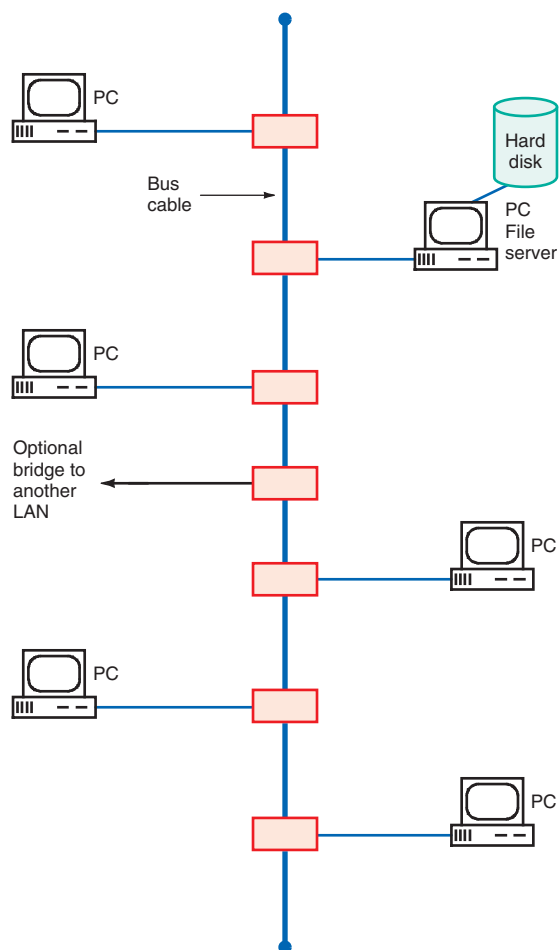 PC
Hard
disk
Bus
cable
PC
File
server
PC
Optional
bridge to
another
LAN
PC
PC
PC